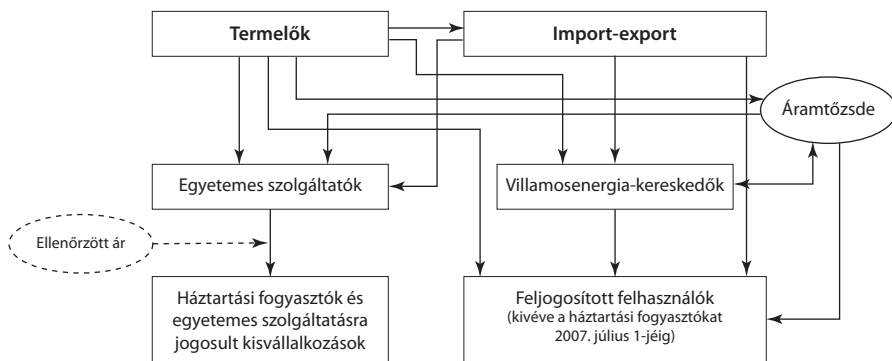 Termelők
Import-export
Áramtőzsde
Egyetemes szolgáltatók
Villamosenergia-kereskedők
Ellenőrzött ár
Háztartási fogyasztók és
egyetemes szolgáltatásra
jogosult kisvállalkozások
Feljogosított felhasználók
(kivéve a háztartási fogyasztókat
2007. július 1-jéig)